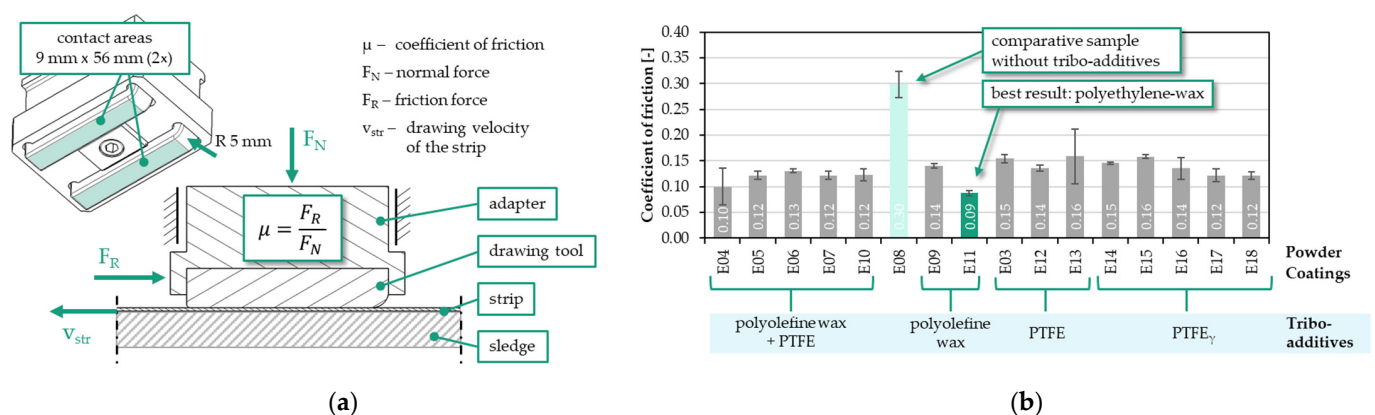 contact areas
9 mm x 56 mm (2x)
R 5 mm
μ – coefficient of friction
F_N – normal force
F_R – friction force
v_str – drawing velocity
of the strip
F_N
μ = F_R / F_N
F_R
v_str
adapter
drawing tool
strip
sledge
(a)
Coefficient of friction [-]
0.40
0.35
0.30
0.25
0.20
0.15
0.10
0.05
0.00
comparative sample
without tribo-additives
best result: polyethylene-wax
0.10 0.12 0.13 0.12 0.12 0.30 0.14 0.09 0.15 0.14 0.16 0.15 0.16 0.14 0.12 0.12
E04 E05 E06 E07 E10 E08 E09 E11 E03 E12 E13 E14 E15 E16 E17 E18
Powder
Coatings
polyolefine wax
+ PTFE
polyolefine
wax
PTFE
PTFEγ
Tribo-
additives
(b)